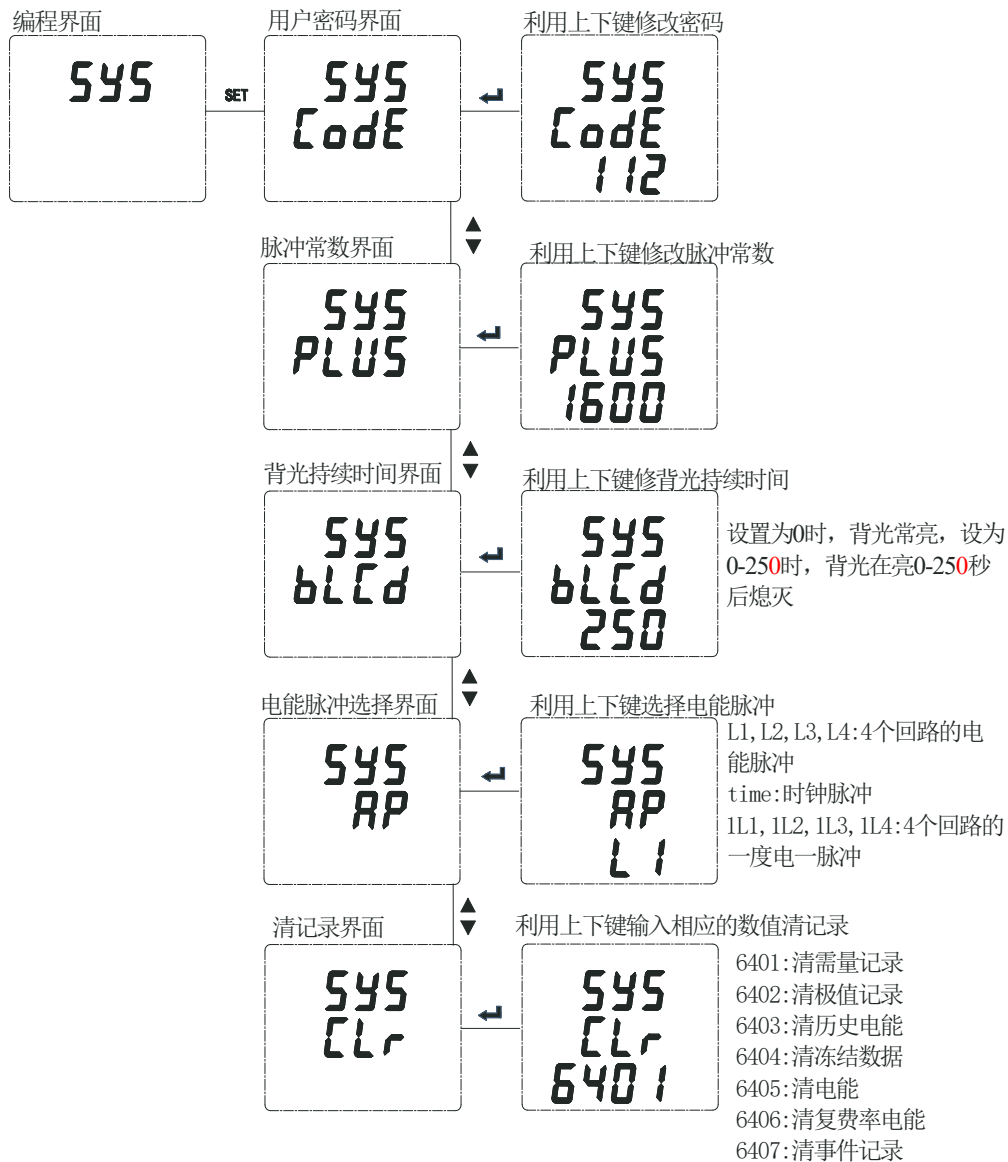 编程界面
SYS
SET
用户密码界面
SYS
CodE
利用上下键修改密码
SYS
CodE
112
脉冲常数界面
SYS
PLUS
利用上下键修改脉冲常数
SYS
PLUS
1600
背光持续时间界面
SYS
bLCd
利用上下键修背光持续时间
SYS
bLCd
250
设置为0时，背光常亮，设为
0-250时，背光在亮0-250秒
后熄灭
电能脉冲选择界面
SYS
AP
利用上下键选择电能脉冲
SYS
AP
L1
L1,L2,L3,L4:4个回路的电
能脉冲
time:时钟脉冲
1L1,1L2,1L3,1L4:4个回路的
一度电一脉冲
清记录界面
SYS
CLr
利用上下键输入相应的数值清记录
SYS
CLr
6401
6401:清需量记录
6402:清极值记录
6403:清历史电能
6404:清冻结数据
6405:清电能
6406:清复费率电能
6407:清事件记录